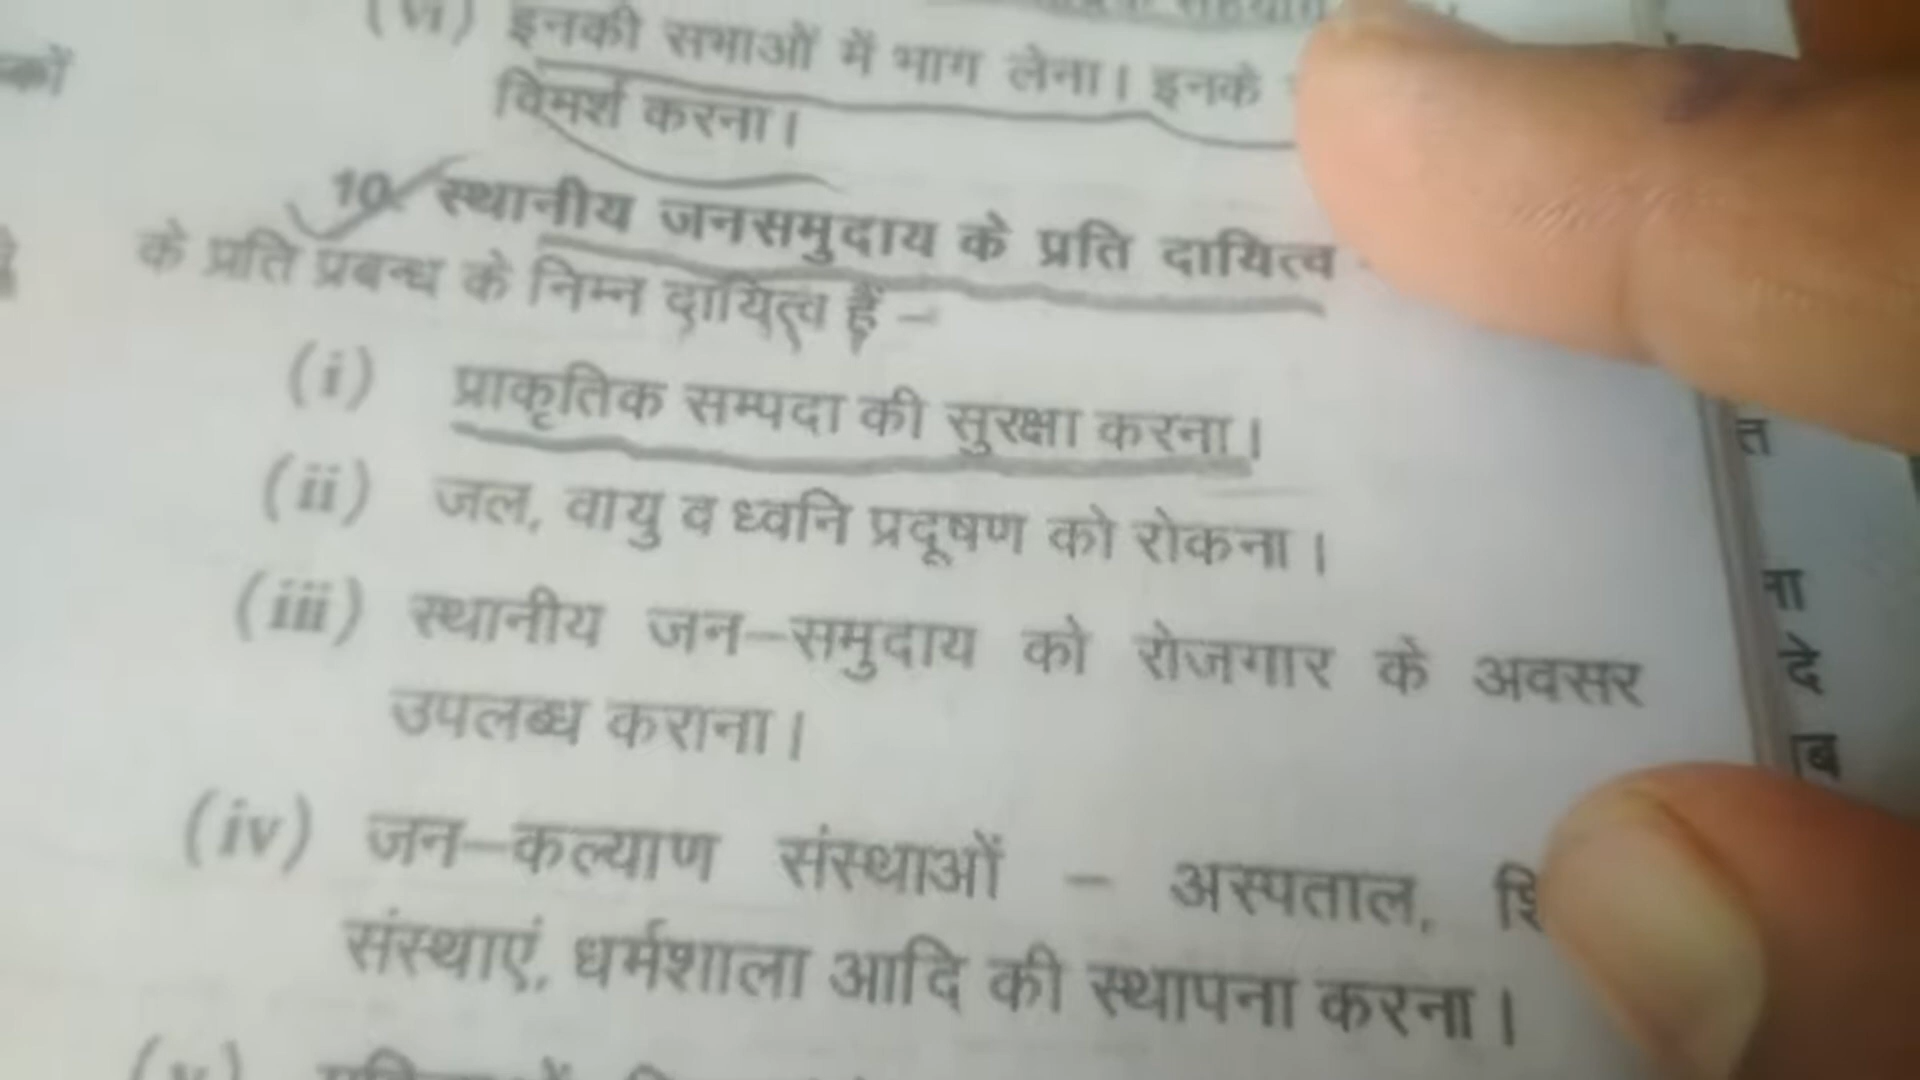 (vi) इनकी सभाओं में भाग लेना। इनके
विमर्श करना।
10. स्थानीय जनसमुदाय के प्रति दायित्व
के प्रति प्रबन्ध के निम्न दायित्व हैं –
(i) प्राकृतिक सम्पदा की सुरक्षा करना।
(ii) जल, वायु व ध्वनि प्रदूषण को रोकना।
(iii) स्थानीय जन–समुदाय को रोजगार के अवसर
उपलब्ध कराना।
(iv) जन–कल्याण संस्थाओं – अस्पताल,
संस्थाएं, धर्मशाला आदि की स्थापना करना।
(v)